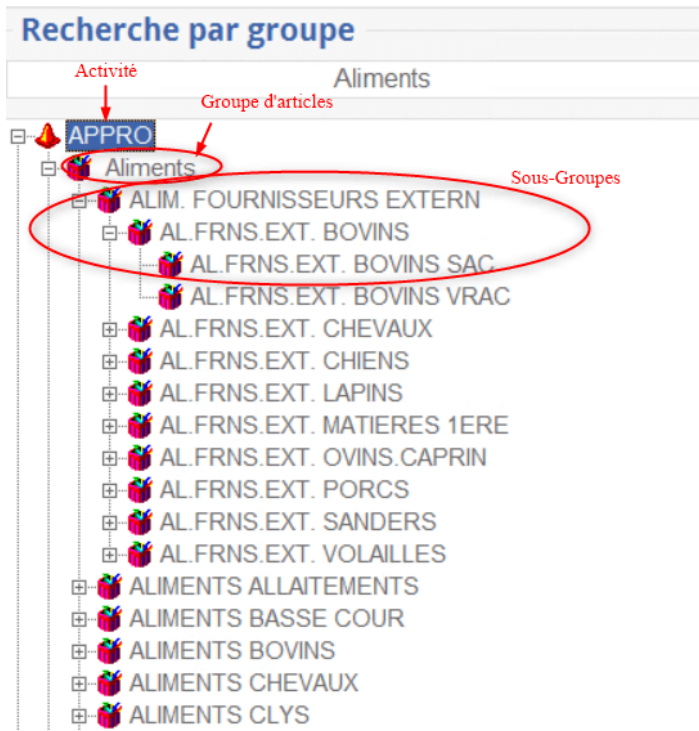 Recherche par groupe
Activité
Aliments
Groupe d'articles
APPRO
Aliments
Sous-Groupes
ALIM. FOURNISSEURS EXTERN
AL.FRNS.EXT. BOVINS
AL.FRNS.EXT. BOVINS SAC
AL.FRNS.EXT. BOVINS VRAC
AL.FRNS.EXT. CHEVAUX
AL.FRNS.EXT. CHIENS
AL.FRNS.EXT. LAPINS
AL.FRNS.EXT. MATIERES 1ERE
AL.FRNS.EXT. OVINS.CAPRIN
AL.FRNS.EXT. PORCS
AL.FRNS.EXT. SANDERS
AL.FRNS.EXT. VOLAILLES
ALIMENTS ALLAITEMENTS
ALIMENTS BASSE COUR
ALIMENTS BOVINS
ALIMENTS CHEVAUX
ALIMENTS CLYS